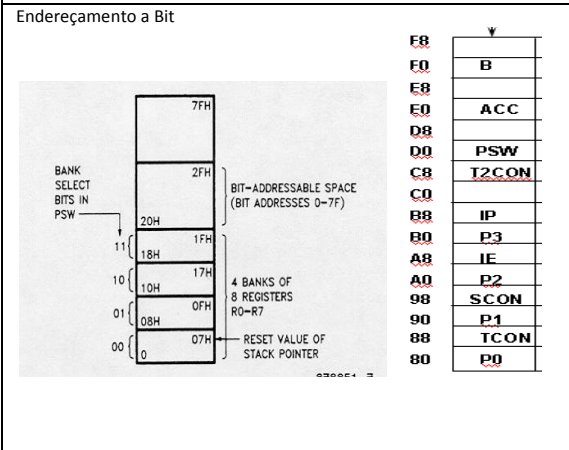 Endereçamento a Bit
7FH
BANK
SELECT
BITS IN
PSW
2FH
20H
BIT-ADDRESSABLE SPACE
(BIT ADDRESSES 0-7F)
11
1FH
18H
10
17H
10H
01
0FH
08H
00
07H
0
4 BANKS OF
8 REGISTERS
R0-R7
RESET VALUE OF
STACK POINTER
F8
F0 B
E8
E0 ACC
D8
D0 PSW
C8 T2CON
C0
B8 IP
B0 P3
A8 IE
A0 P2
98 SCON
90 P1
88 TCON
80 P0